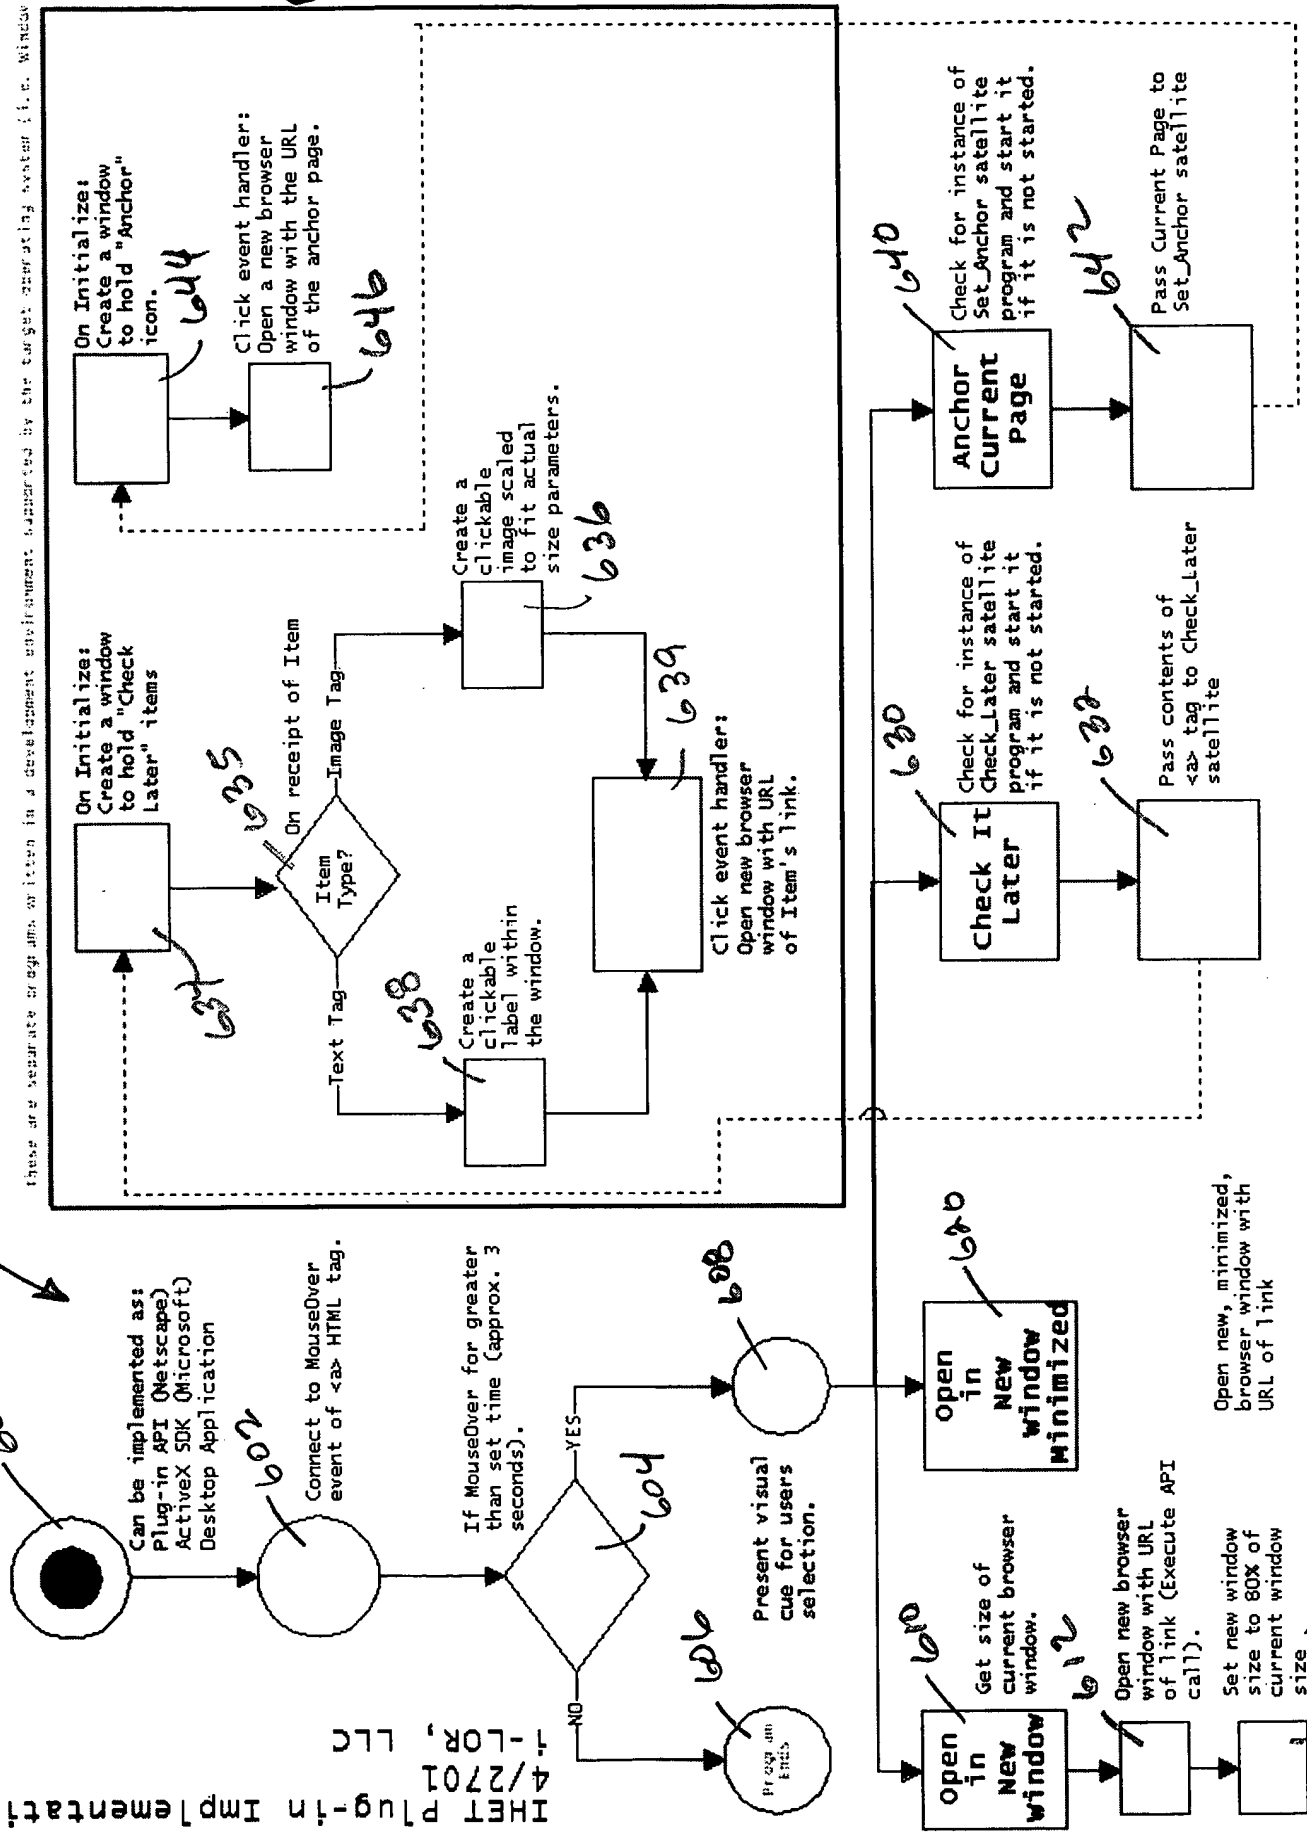 IHET Plug-in Implementati
4/2701
i-LOR, LLC
these are separate programs written in a development environment supported by the target operating system (i.e. Window
Can be implemented as:
Plug-in API (Netscape)
ActiveX SDK (Microsoft)
Desktop Application
602
Connect to MouseOver
event of <a> HTML tag.
If MouseOver for greater
than set time (approx. 3
seconds).
604
NO
YES
606
Program
Ends
608
Present visual
cue for users
selection.
On Initialize:
Create a window
to hold "Check
Later" items
634
635
On receipt of Item
Item
Type?
Text Tag
Image Tag
638
Create a
clickable
label within
the window.
Create a
clickable
image scaled
to fit actual
size parameters.
636
639
Click event handler:
Open new browser
window with URL
of Item's link.
On Initialize:
Create a window
to hold "Anchor"
icon.
644
Click event handler:
Open a new browser
window with the URL
of the anchor page.
646
610
Open
in
New
Window
Get size of
current browser
window.
612
Open new browser
window with URL
of link (Execute API
call).
Set new window
size to 80% of
current window
size
620
Open
in
New
Window
Minimized
Open new, minimized,
browser window with
URL of link
630
Check It
Later
Check for instance of
Check_Later satellite
program and start it
if it is not started.
632
Pass contents of
<a> tag to Check_Later
satellite
640
Anchor
Current
Page
Check for instance of
Set_Anchor satellite
program and start it
if it is not started.
642
Pass Current Page to
Set_Anchor satellite